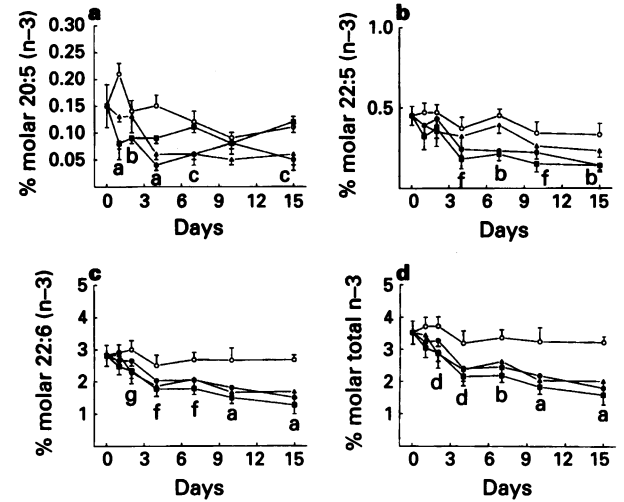 a
% molar 20:5 (n–3)
0.30
0.25
0.20
0.15
0.10
0.05
a b a c c
0 3 6 9 12 15
Days
b
% molar 22:5 (n–3)
1.0
0.5
f b f b
0 3 6 9 12 15
Days
c
% molar 22:6 (n–3)
5
4
3
2
1
g f f a a
0 3 6 9 12 15
Days
d
% molar total n–3
5
4
3
2
1
d d b a a
0 3 6 9 12 15
Days